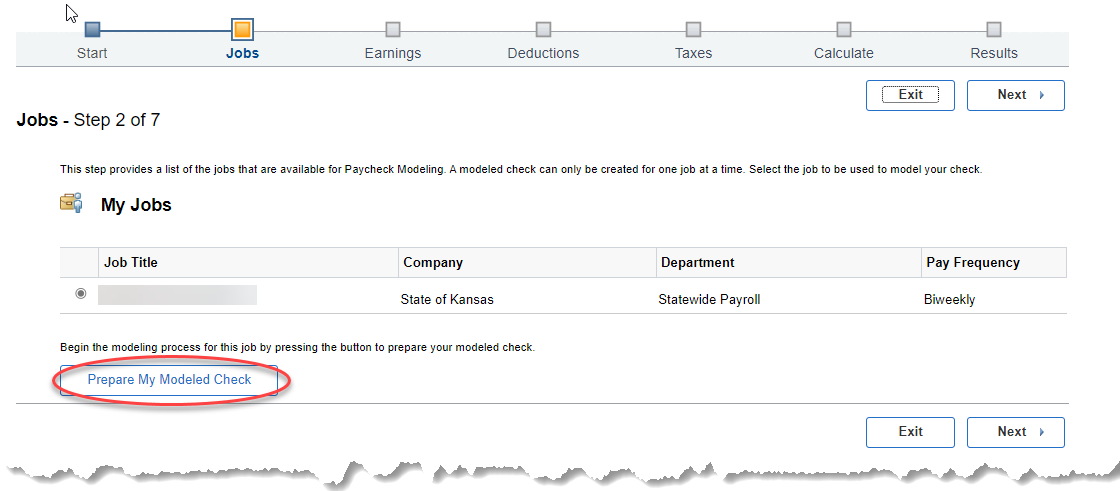 Start Jobs Earnings Deductions Taxes Calculate Results
Exit Next
Jobs - Step 2 of 7
This step provides a list of the jobs that are available for Paycheck Modeling. A modeled check can only be created for one job at a time. Select the job to be used to model your check.
My Jobs
Job Title Company Department Pay Frequency
State of Kansas Statewide Payroll Biweekly
Begin the modeling process for this job by pressing the button to prepare your modeled check.
Prepare My Modeled Check
Exit Next